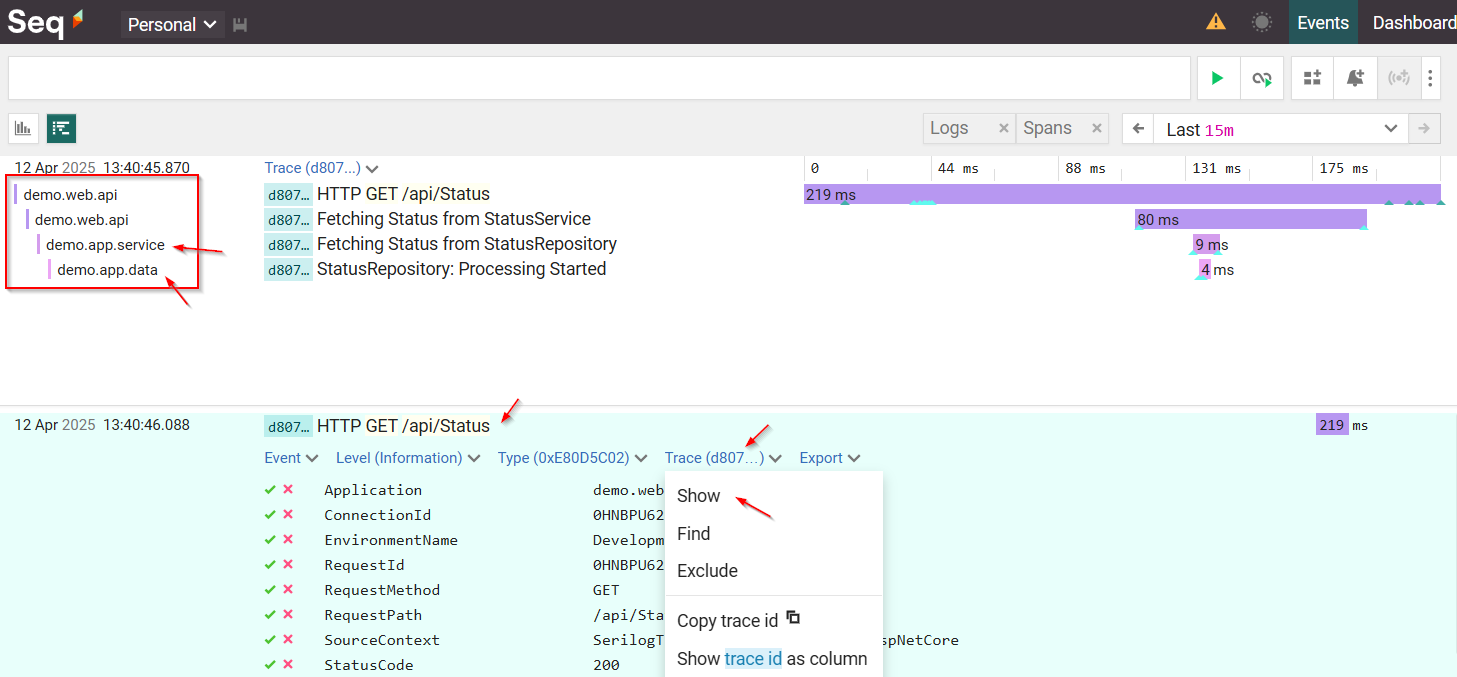 Seq Personal Events Dashboard
Logs × Spans × Last 15m
12 Apr 2025 13:40:45.870 Trace (d807...) 0 44 ms 88 ms 131 ms 175 ms
demo.web.api d807… HTTP GET /api/Status 219 ms
demo.web.api d807… Fetching Status from StatusService 80 ms
demo.app.service d807… Fetching Status from StatusRepository 9 ms
demo.app.data d807… StatusRepository: Processing Started 4 ms
12 Apr 2025 13:40:46.088 d807… HTTP GET /api/Status 219 ms
Event Level (Information) Type (0xE80D5C02) Trace (d807...) Export
Application demo.web
ConnectionId 0HNBPU62
EnvironmentName Developm
RequestId 0HNBPU62
RequestMethod GET
RequestPath /api/Sta
SourceContext SerilogT spNetCore
StatusCode 200
Show
Find
Exclude
Copy trace id
Show trace id as column